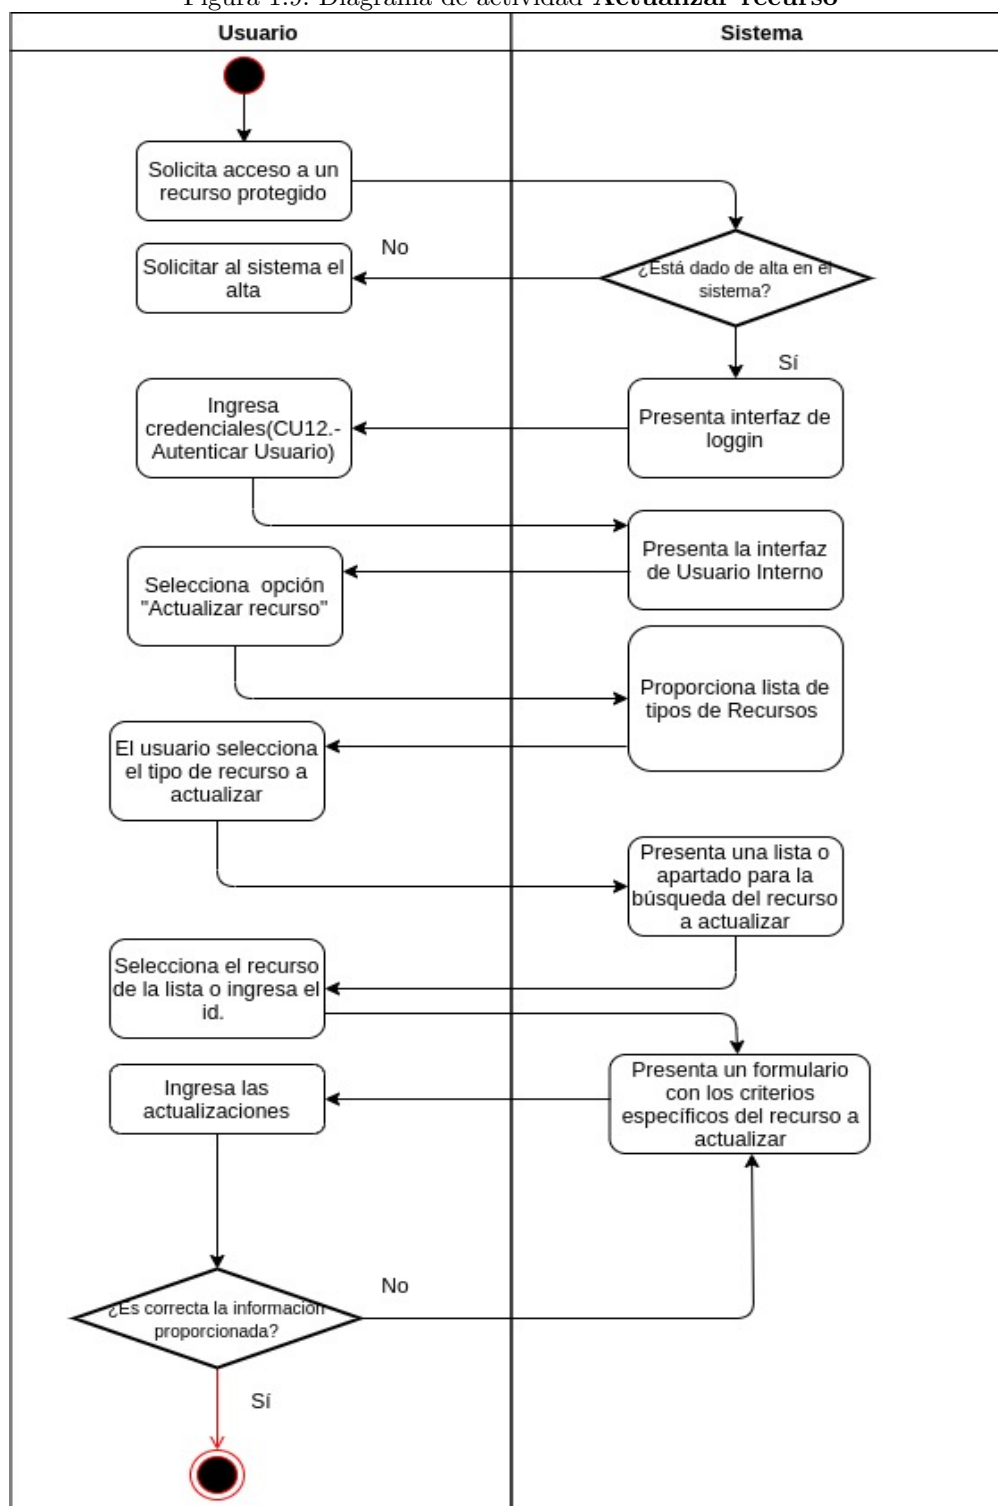 Figura 1.9: Diagrama de actividad Actualizar recurso
Usuario
Sistema
Solicita acceso a un
recurso protegido
¿Está dado de alta en el
sistema?
No
Solicitar al sistema el
alta
Sí
Presenta interfaz de
loggin
Ingresa
credenciales(CU12.-
Autenticar Usuario)
Presenta la interfaz
de Usuario Interno
Selecciona opción
"Actualizar recurso"
Proporciona lista de
tipos de Recursos
El usuario selecciona
el tipo de recurso a
actualizar
Presenta una lista o
apartado para la
búsqueda del recurso
a actualizar
Selecciona el recurso
de la lista o ingresa el
id.
Presenta un formulario
con los criterios
específicos del recurso a
actualizar
Ingresa las
actualizaciones
¿Es correcta la información
proporcionada?
No
Sí